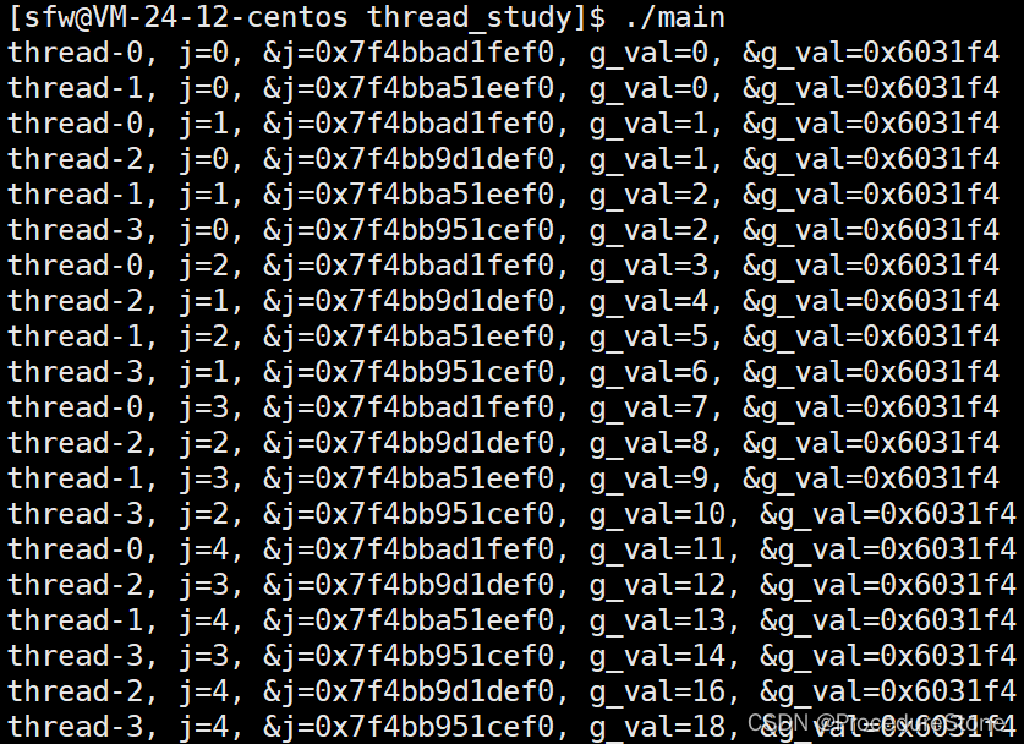 [sfw@VM-24-12-centos thread_study]$ ./main
thread-0, j=0, &j=0x7f4bbad1fef0, g_val=0, &g_val=0x6031f4
thread-1, j=0, &j=0x7f4bba51eef0, g_val=0, &g_val=0x6031f4
thread-0, j=1, &j=0x7f4bbad1fef0, g_val=1, &g_val=0x6031f4
thread-2, j=0, &j=0x7f4bb9d1def0, g_val=1, &g_val=0x6031f4
thread-1, j=1, &j=0x7f4bba51eef0, g_val=2, &g_val=0x6031f4
thread-3, j=0, &j=0x7f4bb951cef0, g_val=2, &g_val=0x6031f4
thread-0, j=2, &j=0x7f4bbad1fef0, g_val=3, &g_val=0x6031f4
thread-2, j=1, &j=0x7f4bb9d1def0, g_val=4, &g_val=0x6031f4
thread-1, j=2, &j=0x7f4bba51eef0, g_val=5, &g_val=0x6031f4
thread-3, j=1, &j=0x7f4bb951cef0, g_val=6, &g_val=0x6031f4
thread-0, j=3, &j=0x7f4bbad1fef0, g_val=7, &g_val=0x6031f4
thread-2, j=2, &j=0x7f4bb9d1def0, g_val=8, &g_val=0x6031f4
thread-1, j=3, &j=0x7f4bba51eef0, g_val=9, &g_val=0x6031f4
thread-3, j=2, &j=0x7f4bb951cef0, g_val=10, &g_val=0x6031f4
thread-0, j=4, &j=0x7f4bbad1fef0, g_val=11, &g_val=0x6031f4
thread-2, j=3, &j=0x7f4bb9d1def0, g_val=12, &g_val=0x6031f4
thread-1, j=4, &j=0x7f4bba51eef0, g_val=13, &g_val=0x6031f4
thread-3, j=3, &j=0x7f4bb951cef0, g_val=14, &g_val=0x6031f4
thread-2, j=4, &j=0x7f4bb9d1def0, g_val=16, &g_val=0x6031f4
thread-3, j=4, &j=0x7f4bb951cef0, g_val=18, &g_val=0x6031f4
CSDN @ProcedureStone